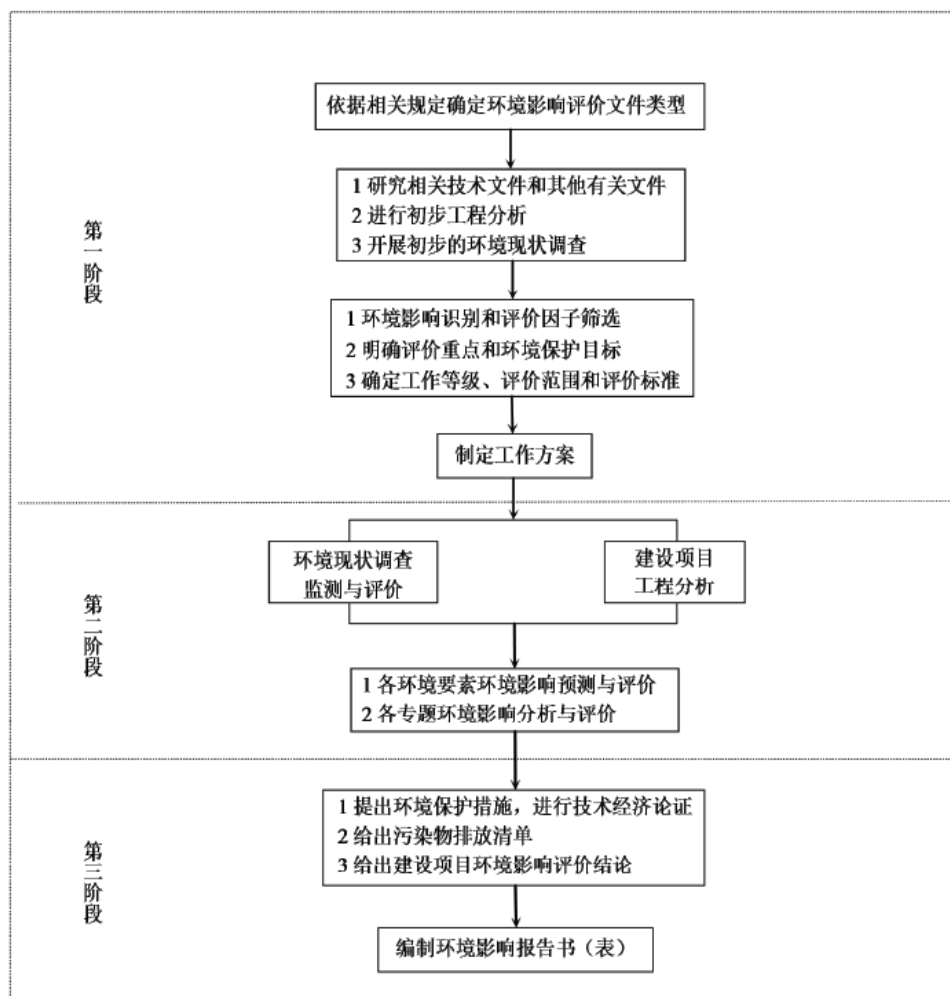 依据相关规定确定环境影响评价文件类型
1 研究相关技术文件和其他有关文件
2 进行初步工程分析
3 开展初步的环境现状调查
第一阶段
1 环境影响识别和评价因子筛选
2 明确评价重点和环境保护目标
3 确定工作等级、评价范围和评价标准
制定工作方案
环境现状调查
监测与评价
建设项目
工程分析
第二阶段
1 各环境要素环境影响预测与评价
2 各专题环境影响分析与评价
1 提出环境保护措施，进行技术经济论证
2 给出污染物排放清单
3 给出建设项目环境影响评价结论
第三阶段
编制环境影响报告书（表）